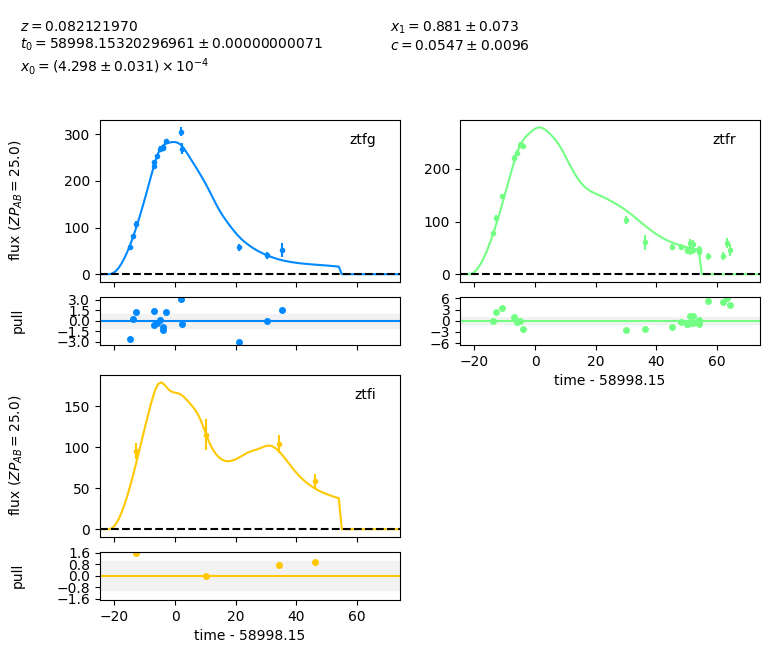 z = 0.082121970
t₀ = 58998.15320296961 ± 0.00000000071
x₀ = (4.298 ± 0.031) × 10⁻⁴
x₁ = 0.881 ± 0.073
c = 0.0547 ± 0.0096
flux (ZP_AB = 25.0)
300
200
100
0
ztfg
pull
3.0
1.5
0.0
−1.5
−3.0
200
100
0
ztfr
6
3
0
−3
−6
−20 0 20 40 60
time - 58998.15
flux (ZP_AB = 25.0)
150
100
50
0
ztfi
pull
1.6
0.8
0.0
−0.8
−1.6
−20 0 20 40 60
time - 58998.15